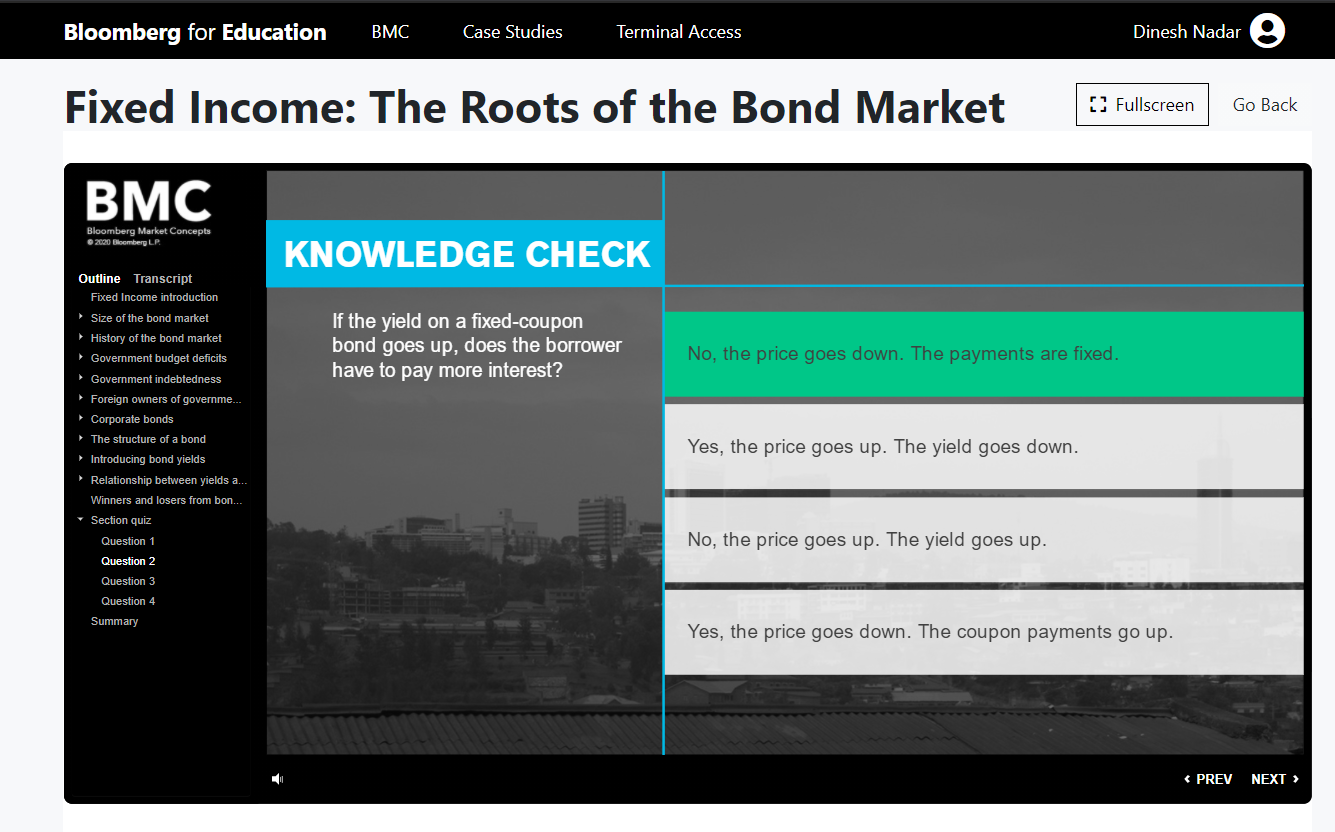 Bloomberg for Education BMC Case Studies Terminal Access Dinesh Nadar
Fixed Income: The Roots of the Bond Market
Fullscreen Go Back
BMC
Bloomberg Market Concepts
© 2020 Bloomberg L.P.
Outline Transcript
Fixed Income introduction
Size of the bond market
History of the bond market
Government budget deficits
Government indebtedness
Foreign owners of governme...
Corporate bonds
The structure of a bond
Introducing bond yields
Relationship between yields a...
Winners and losers from bon...
Section quiz
Question 1
Question 2
Question 3
Question 4
Summary
KNOWLEDGE CHECK
If the yield on a fixed-coupon
bond goes up, does the borrower
have to pay more interest?
No, the price goes down. The payments are fixed.
Yes, the price goes up. The yield goes down.
No, the price goes up. The yield goes up.
Yes, the price goes down. The coupon payments go up.
PREV NEXT